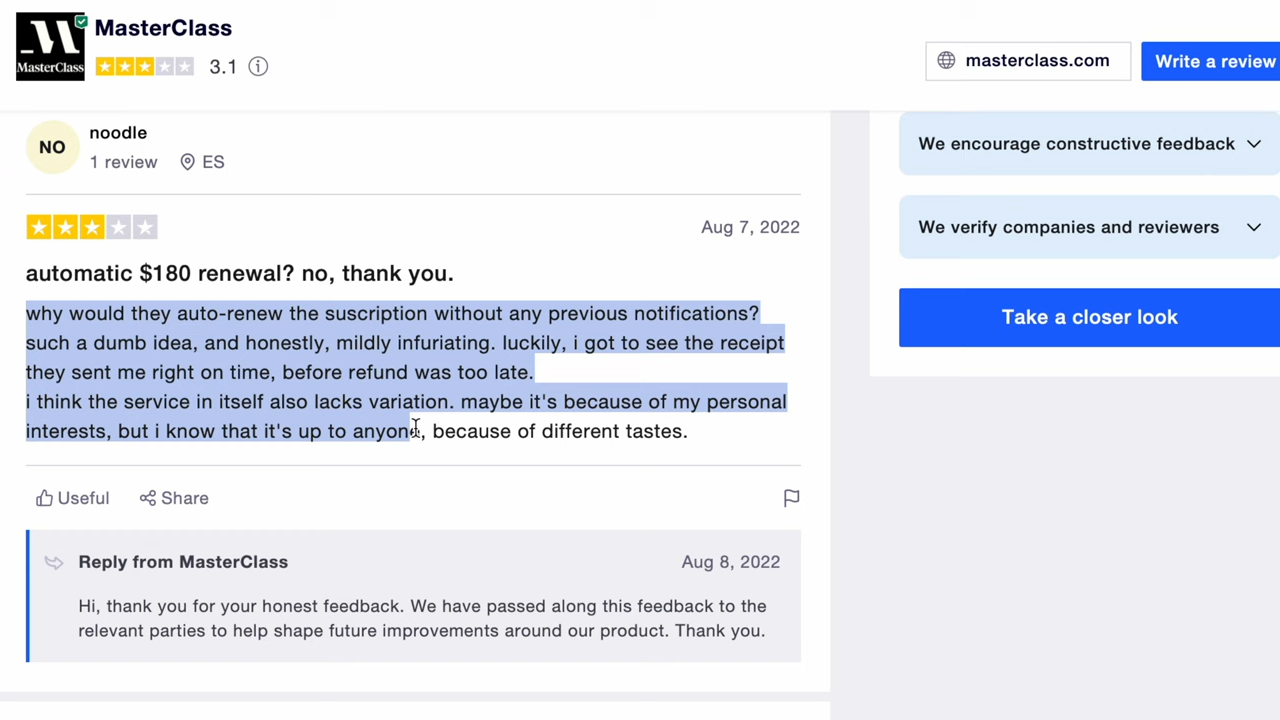 MasterClass
MasterClass
3.1
masterclass.com
Write a review
We encourage constructive feedback
We verify companies and reviewers
Take a closer look
NO
noodle
1 review ES
Aug 7, 2022
automatic $180 renewal? no, thank you.
why would they auto-renew the suscription without any previous notifications?
such a dumb idea, and honestly, mildly infuriating. luckily, i got to see the receipt
they sent me right on time, before refund was too late.
i think the service in itself also lacks variation. maybe it's because of my personal
interests, but i know that it's up to anyone, because of different tastes.
Useful Share
Reply from MasterClass Aug 8, 2022
Hi, thank you for your honest feedback. We have passed along this feedback to the
relevant parties to help shape future improvements around our product. Thank you.